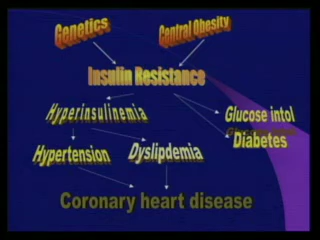 Genetics
Central Obesity
Insulin Resistance
Hyperinsulinemia
Glucose intol
Diabetes
Hypertension
Dyslipdemia
Coronary heart disease